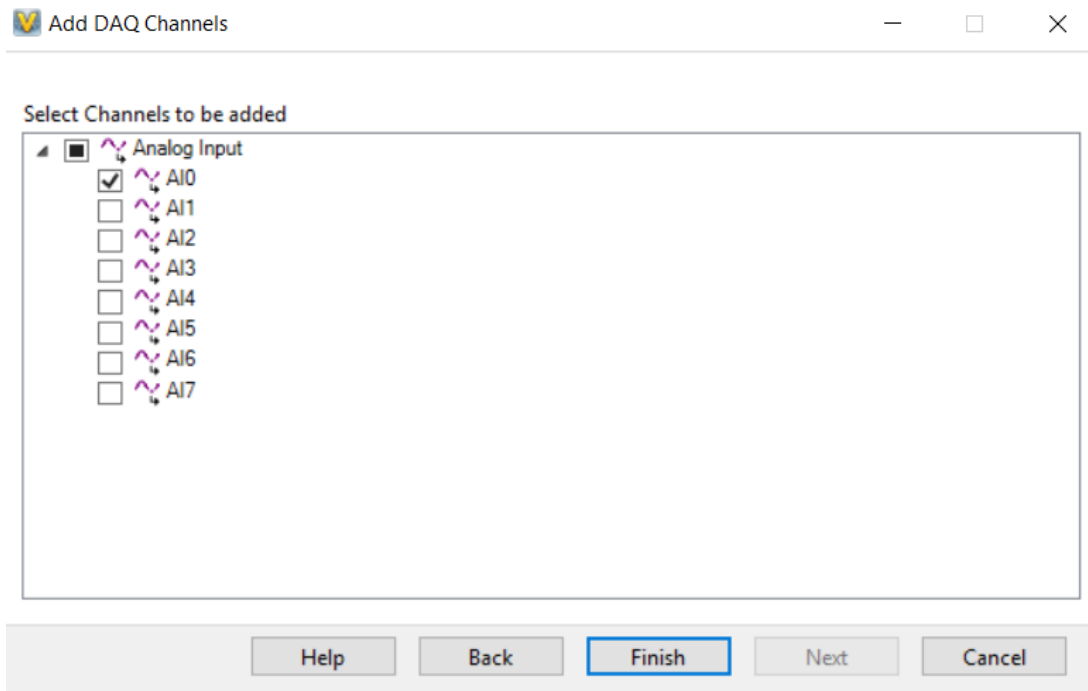 Add DAQ Channels
Select Channels to be added
Analog Input
AI0
AI1
AI2
AI3
AI4
AI5
AI6
AI7
Help Back Finish Next Cancel